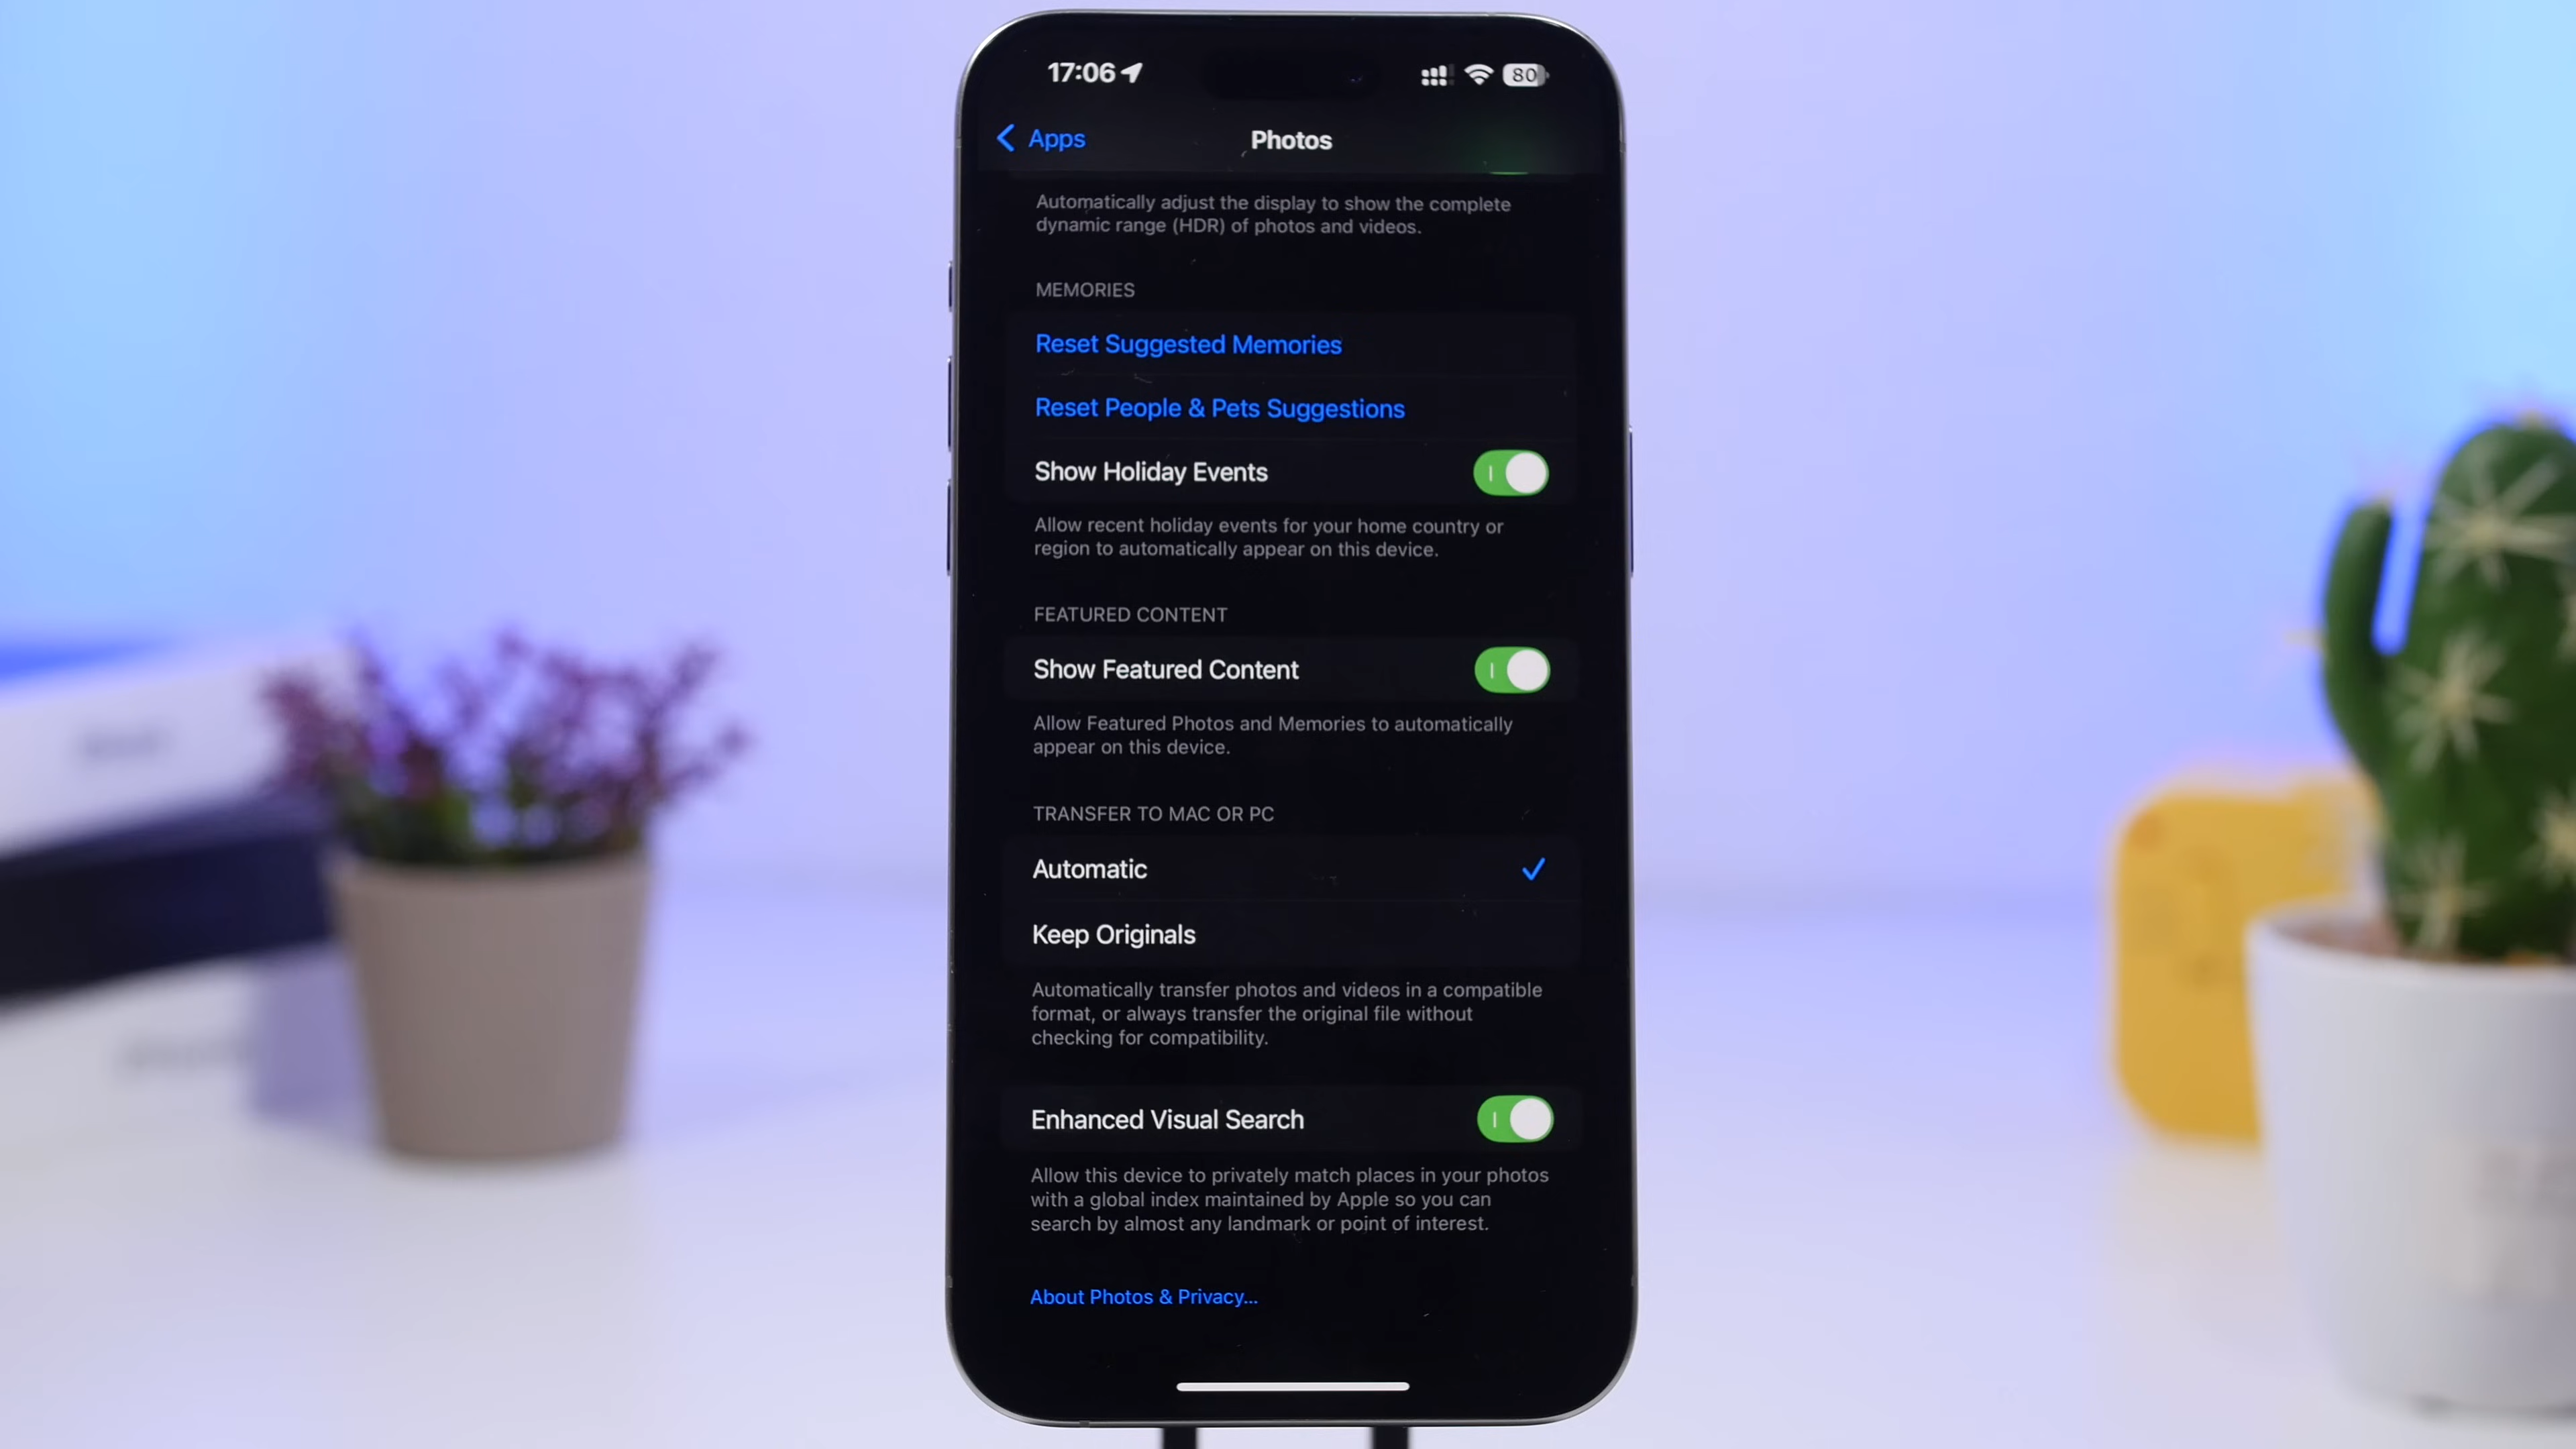 17:06
80
Apps
Photos
Automatically adjust the display to show the complete
dynamic range (HDR) of photos and videos.
MEMORIES
Reset Suggested Memories
Reset People & Pets Suggestions
Show Holiday Events
Allow recent holiday events for your home country or
region to automatically appear on this device.
FEATURED CONTENT
Show Featured Content
Allow Featured Photos and Memories to automatically
appear on this device.
TRANSFER TO MAC OR PC
Automatic
Keep Originals
Automatically transfer photos and videos in a compatible
format, or always transfer the original file without
checking for compatibility.
Enhanced Visual Search
Allow this device to privately match places in your photos
with a global index maintained by Apple so you can
search by almost any landmark or point of interest.
About Photos & Privacy...